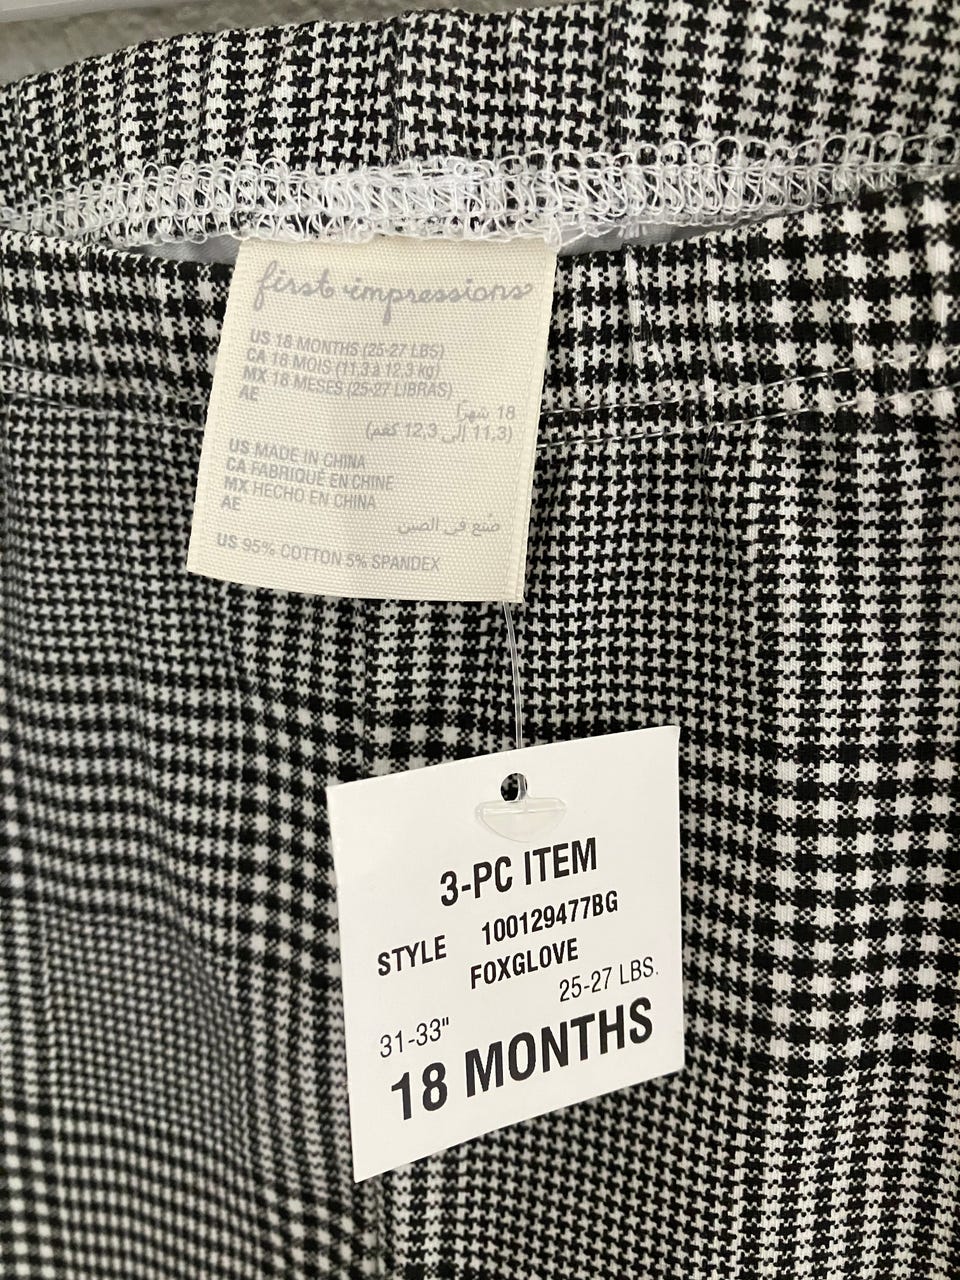 first impressions
US 18 MONTHS (25-27 LBS)
CA 18 MOIS (11,3 à 12,3 kg)
MX 18 MESES (25-27 LIBRAS)
AE
18 شهرًا
(11,3 إلى 12,3 كغم)
US MADE IN CHINA
CA FABRIQUÉ EN CHINE
MX HECHO EN CHINA
AE
صُنع في الصين
US 95% COTTON 5% SPANDEX
3-PC ITEM
STYLE 100129477BG
FOXGLOVE
25-27 LBS.
31-33"
18 MONTHS